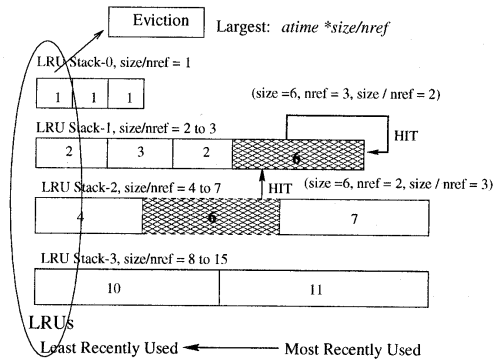 Eviction
Largest: atime *size/nref
LRU Stack-0, size/nref = 1
1 1 1
(size =6, nref = 3, size / nref = 2)
HIT
LRU Stack-1, size/nref = 2 to 3
2 3 2 6
HIT
(size =6, nref = 2, size / nref = 3)
LRU Stack-2, size/nref = 4 to 7
4 6 7
LRU Stack-3, size/nref = 8 to 15
10 11
LRUs
Least Recently Used Most Recently Used